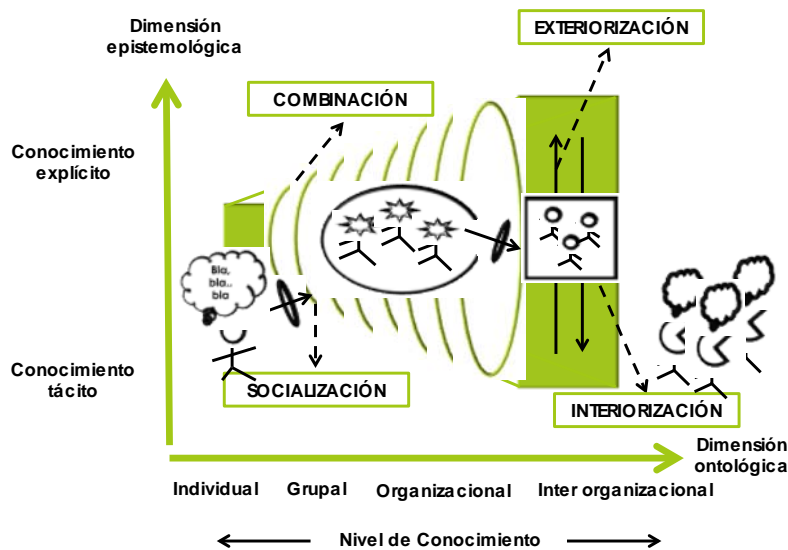 Dimensión
epistemológica
EXTERIORIZACIÓN
COMBINACIÓN
Conocimiento
explícito
Bla,
bla..
bla
Conocimiento
tácito
SOCIALIZACIÓN
INTERIORIZACIÓN
Dimensión
ontológica
Individual
Grupal
Organizacional
Inter organizacional
Nivel de Conocimiento